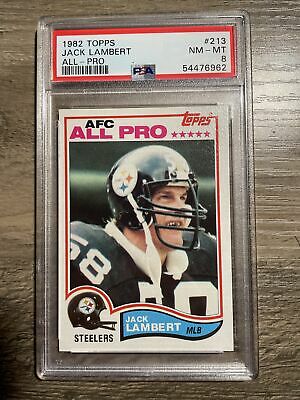 1982 TOPPS #213
JACK LAMBERT NM-MT
ALL-PRO PSA 8
54476962
AFC
ALL PRO
topps
58
JACK
LAMBERT MLB
STEELERS